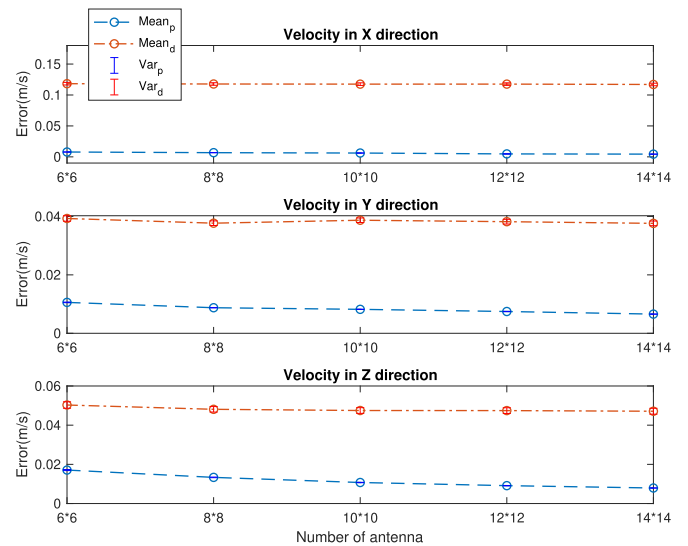 Velocity in X direction
Mean_p
Mean_d
Var_p
Var_d
Error(m/s)
0.15
0.1
0.05
0
6*6 8*8 10*10 12*12 14*14
Velocity in Y direction
Error(m/s)
0.04
0.02
0
6*6 8*8 10*10 12*12 14*14
Velocity in Z direction
Error(m/s)
0.06
0.04
0.02
0
6*6 8*8 10*10 12*12 14*14
Number of antenna